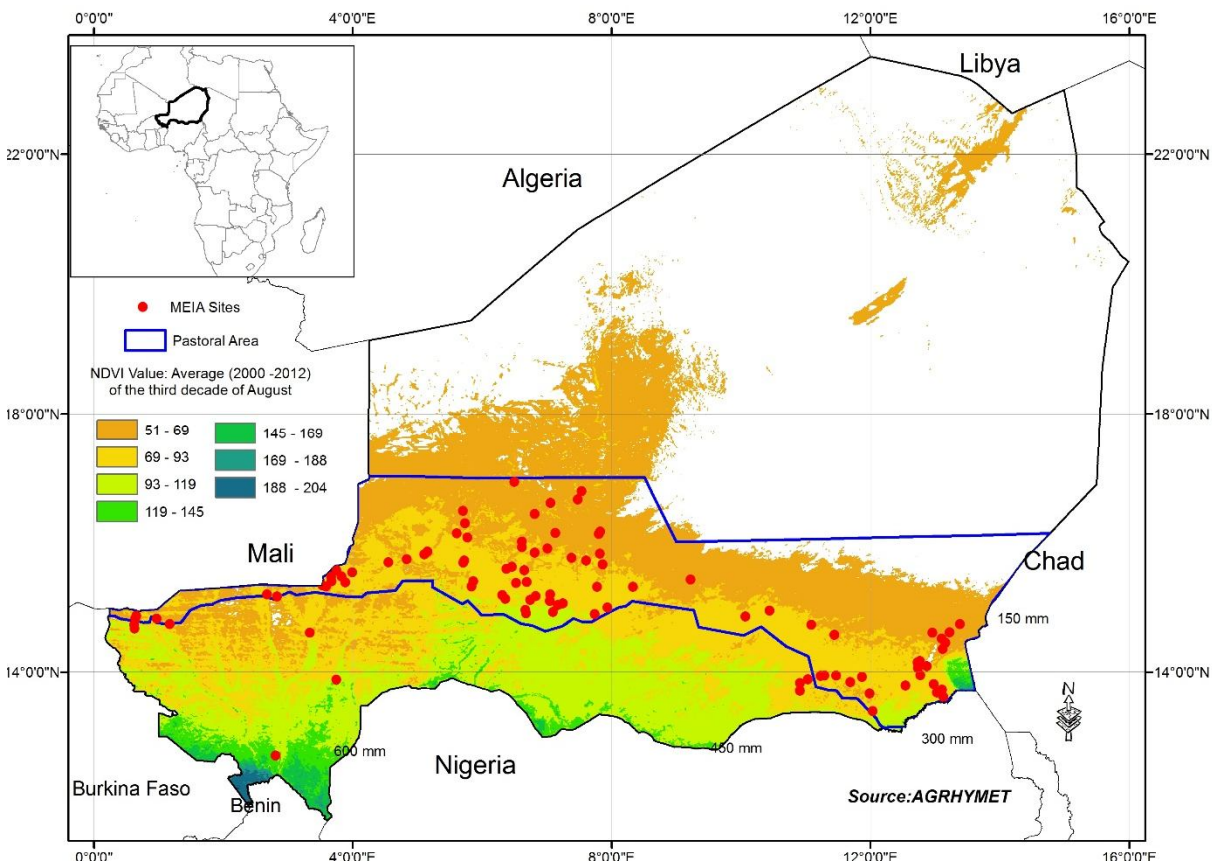 0°0'0"E 4°0'0"E 8°0'0"E 12°0'0"E 16°0'0"E
Libya
22°0'0"N 22°0'0"N
Algeria
MEIA Sites
Pastoral Area
NDVI Value: Average (2000 -2012)
of the third decade of August
51 - 69
69 - 93
93 - 119
119 - 145
145 - 169
169 - 188
188 - 204
18°0'0"N 18°0'0"N
Mali
Chad
150 mm
14°0'0"N 14°0'0"N
N
600 mm
450 mm
300 mm
Nigeria
Burkina Faso
Benin
Source:AGRHYMET
0°0'0"E 4°0'0"E 8°0'0"E 12°0'0"E 16°0'0"E